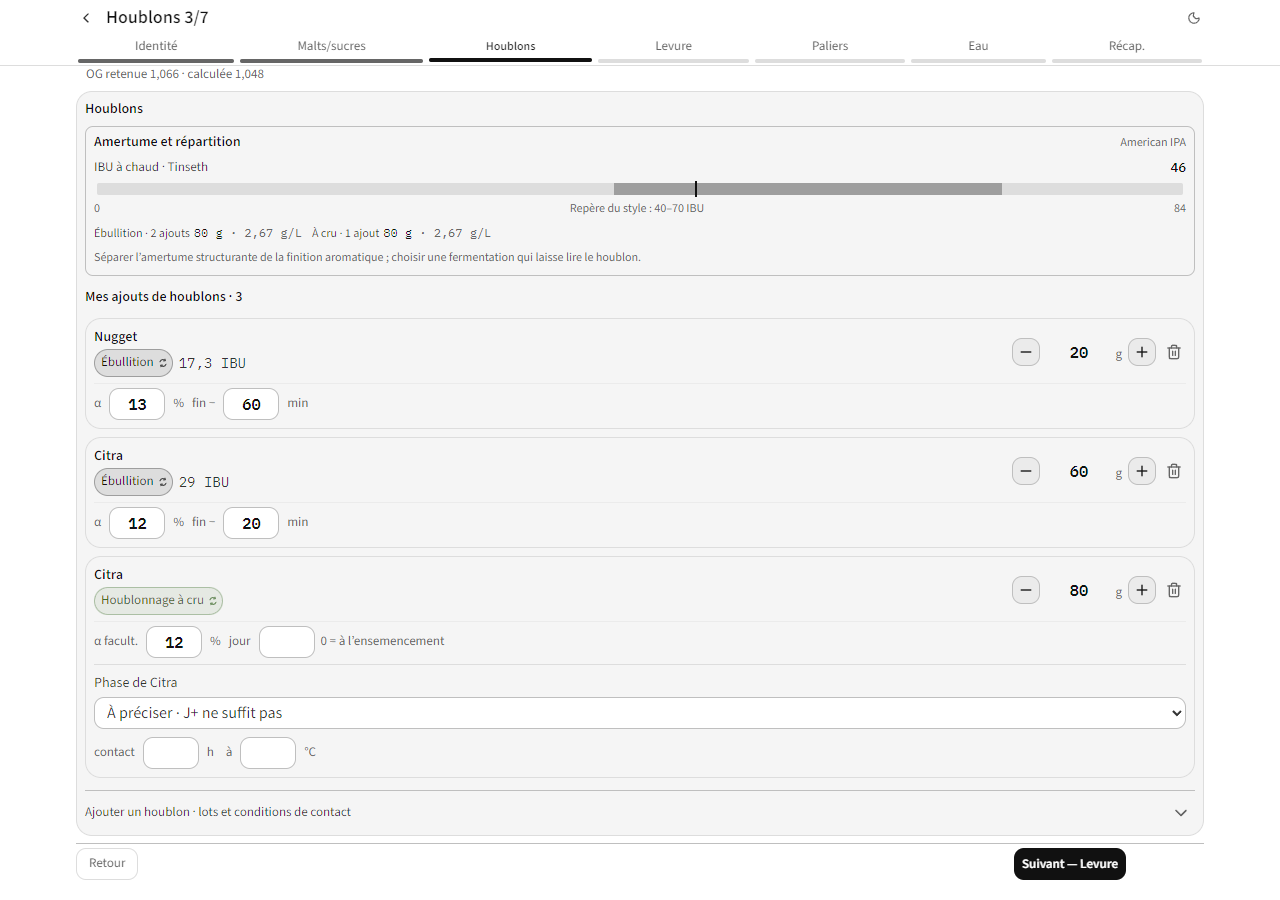 Houblons 3/7
Identité
Malts/sucres
Houblons
Levure
Paliers
Eau
Récap.
OG retenue 1,066 · calculée 1,048
Houblons
Amertume et répartition
American IPA
IBU à chaud · Tinseth
46
0
Repère du style : 40–70 IBU
84
Ébullition · 2 ajouts 80 g · 2,67 g/L À cru · 1 ajout 80 g · 2,67 g/L
Séparer l’amertume structurante de la finition aromatique ; choisir une fermentation qui laisse lire le houblon.
Mes ajouts de houblons · 3
Nugget
Ébullition 17,3 IBU
− 20 g +
α 13 % fin − 60 min
Citra
Ébullition 29 IBU
− 60 g +
α 12 % fin − 20 min
Citra
Houblonnage à cru
− 80 g +
α facult. 12 % jour 0 = à l’ensemencement
Phase de Citra
À préciser · J+ ne suffit pas
contact h à °C
Ajouter un houblon · lots et conditions de contact
Retour
Suivant — Levure